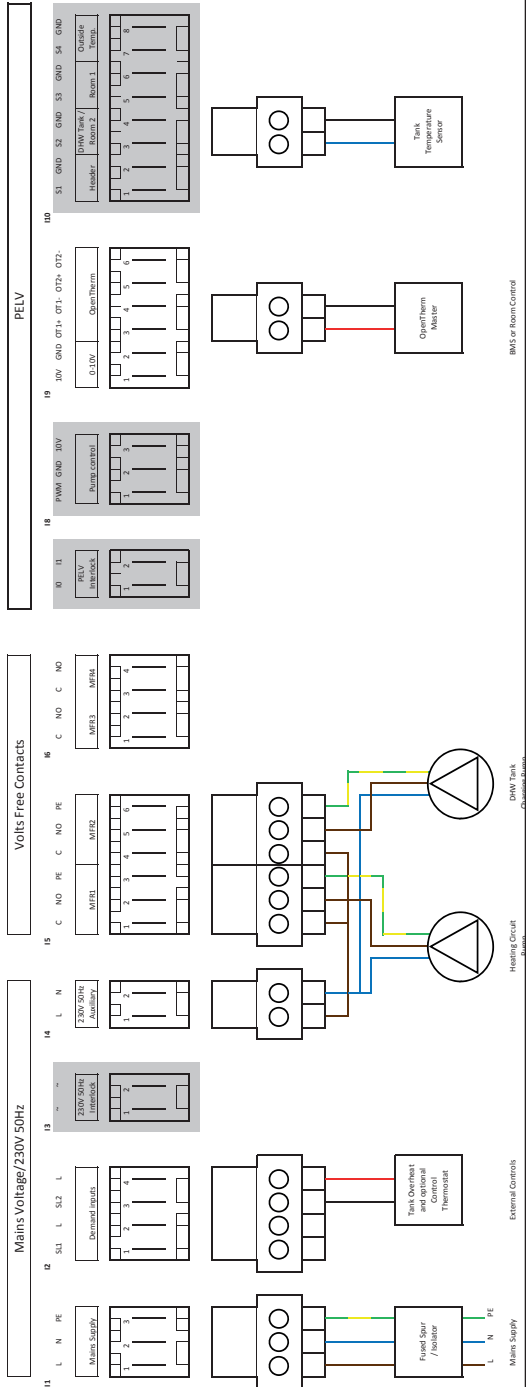 Mains Voltage/230V 50Hz
Volts Free Contacts
PELV
I1
L N PE
Mains Supply
1 2 3
I2
SL1 L SL2 L
Demand inputs
1 2 3 4
I3
~ ~
230V 50Hz
Interlock
1 2
I4
L N
230V 50Hz
Auxiliary
1 2
I5
C NO PE C NO PE
MFR1 MFR2
1 2 3 4 5 6
I6
C NO C NO
MFR3 MFR4
1 2 3 4
I8
PWM GND 10V
Pump control
1 2 3
I0 I1
PELV
Interlock
1 2
I9
10V GND OT1+ OT1- OT2+ OT2-
0-10V OpenTherm
1 2 3 4 5 6
I10
S1 GND S2 GND S3 GND S4 GND
Header
DHW Tank /
Room 2
Room 1
Outside
Temp.
1 2 3 4 5 6 7 8
Fused Spur
/ Isolator
L N PE
Mains Supply
Tank Overheat
and optional
Control
Thermostat
External Controls
Heating Circuit
Pump
DHW Tank
Charging Pump
OpenTherm
Master
BMS or Room Control
Tank
Temperature
Sensor